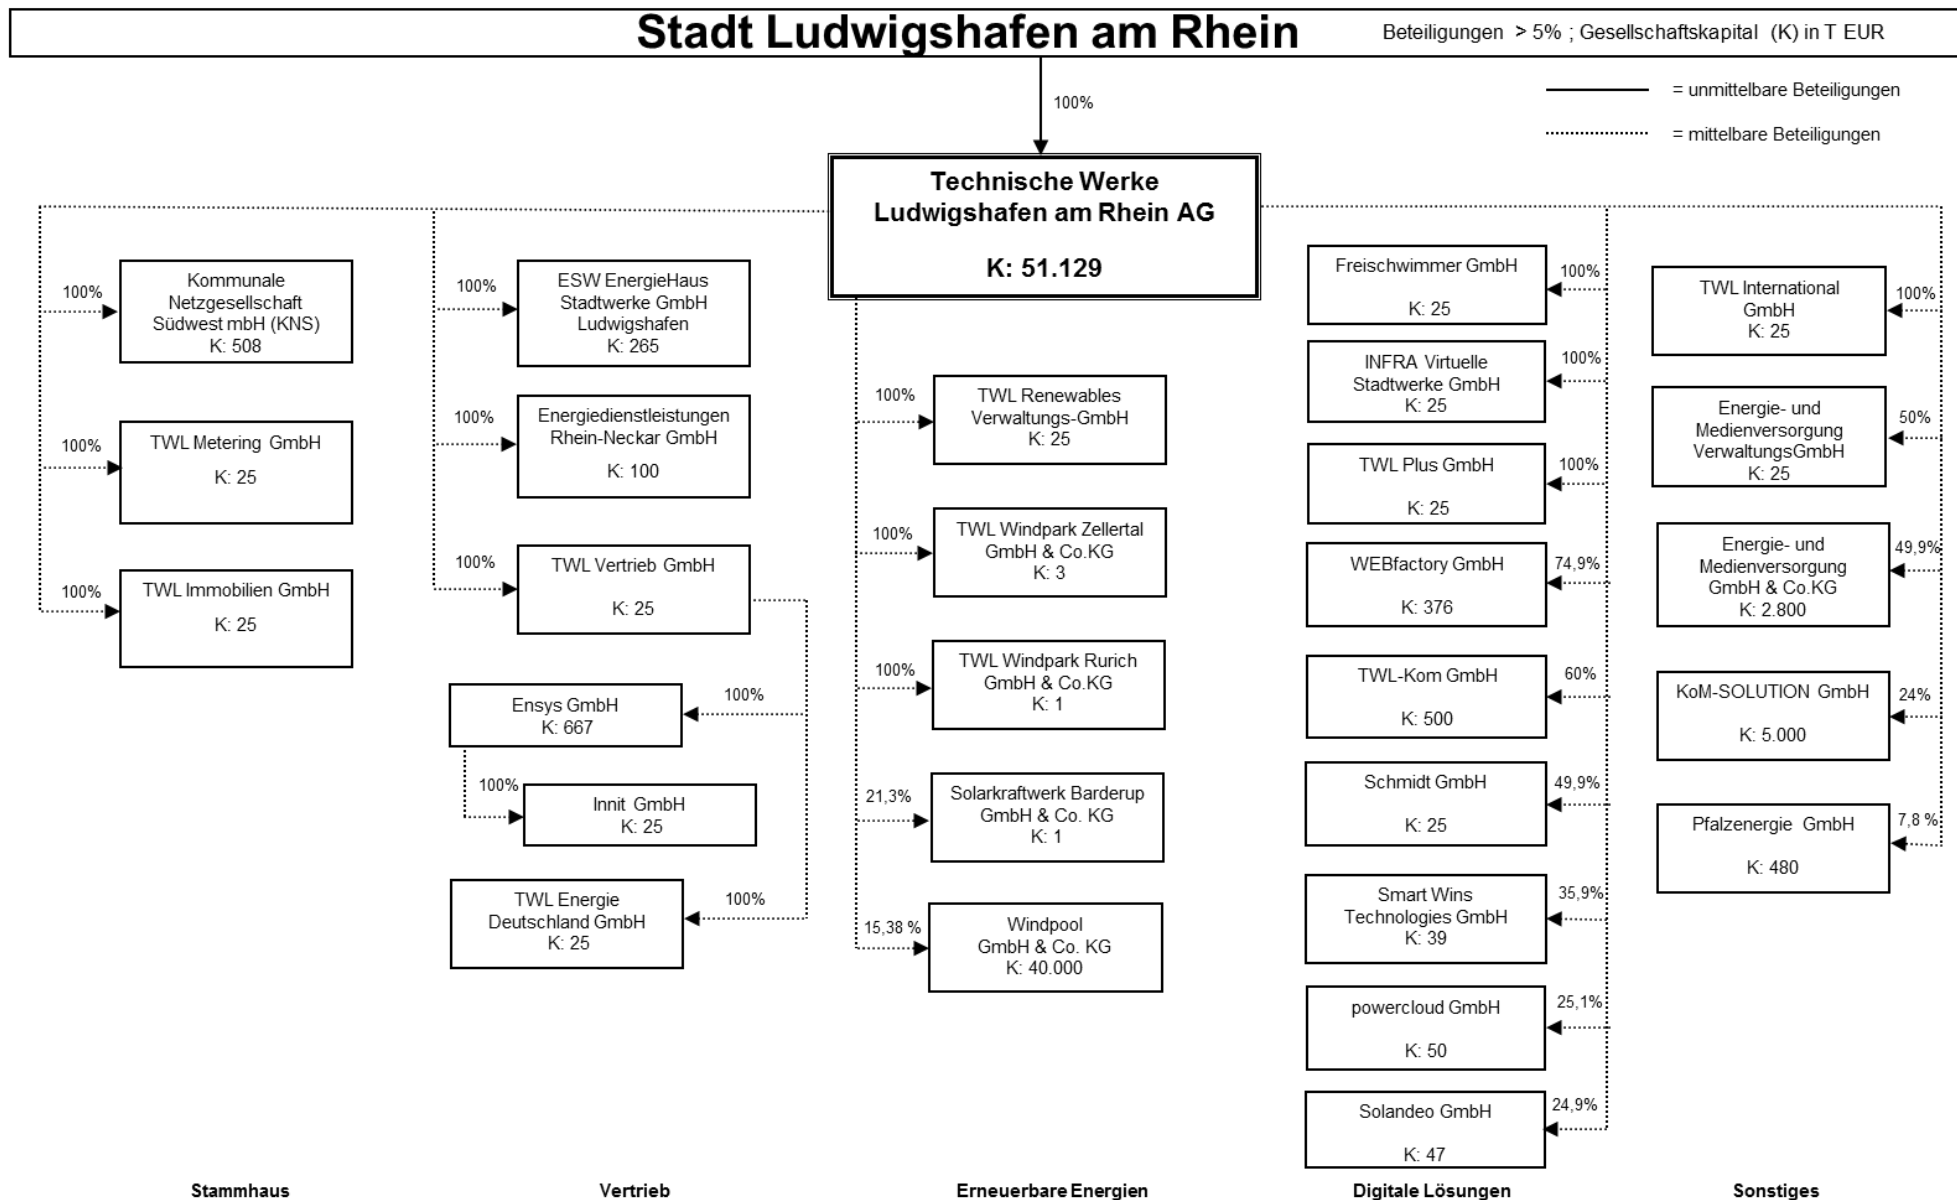 Stadt Ludwigshafen am Rhein
Beteiligungen > 5% ; Gesellschaftskapital (K) in T EUR
100%
= unmittelbare Beteiligungen
= mittelbare Beteiligungen
Technische Werke
Ludwigshafen am Rhein AG
K: 51.129
100%
Kommunale
Netzgesellschaft
Südwest mbH (KNS)
K: 508
100%
TWL Metering GmbH
K: 25
100%
TWL Immobilien GmbH
K: 25
Stammhaus
100%
ESW EnergieHaus
Stadtwerke GmbH
Ludwigshafen
K: 265
100%
Energiedienstleistungen
Rhein-Neckar GmbH
K: 100
100%
TWL Vertrieb GmbH
K: 25
Ensys GmbH
K: 667
100%
100%
Innit GmbH
K: 25
TWL Energie
Deutschland GmbH
K: 25
100%
Vertrieb
100%
TWL Renewables
Verwaltungs-GmbH
K: 25
100%
TWL Windpark Zellertal
GmbH & Co.KG
K: 3
100%
TWL Windpark Rurich
GmbH & Co.KG
K: 1
21,3%
Solarkraftwerk Barderup
GmbH & Co. KG
K: 1
15,38 %
Windpool
GmbH & Co. KG
K: 40.000
Erneuerbare Energien
Freischwimmer GmbH
K: 25
100%
INFRA Virtuelle
Stadtwerke GmbH
K: 25
100%
TWL Plus GmbH
K: 25
100%
WEBfactory GmbH
K: 376
74,9%
TWL-Kom GmbH
K: 500
60%
Schmidt GmbH
K: 25
49,9%
Smart Wins
Technologies GmbH
K: 39
35,9%
powercloud GmbH
K: 50
25,1%
Solandeo GmbH
K: 47
24,9%
Digitale Lösungen
TWL International
GmbH
K: 25
100%
Energie- und
Medienversorgung
VerwaltungsGmbH
K: 25
50%
Energie- und
Medienversorgung
GmbH & Co.KG
K: 2.800
49,9%
KoM-SOLUTION GmbH
K: 5.000
24%
Pfalzenergie GmbH
K: 480
7,8 %
Sonstiges